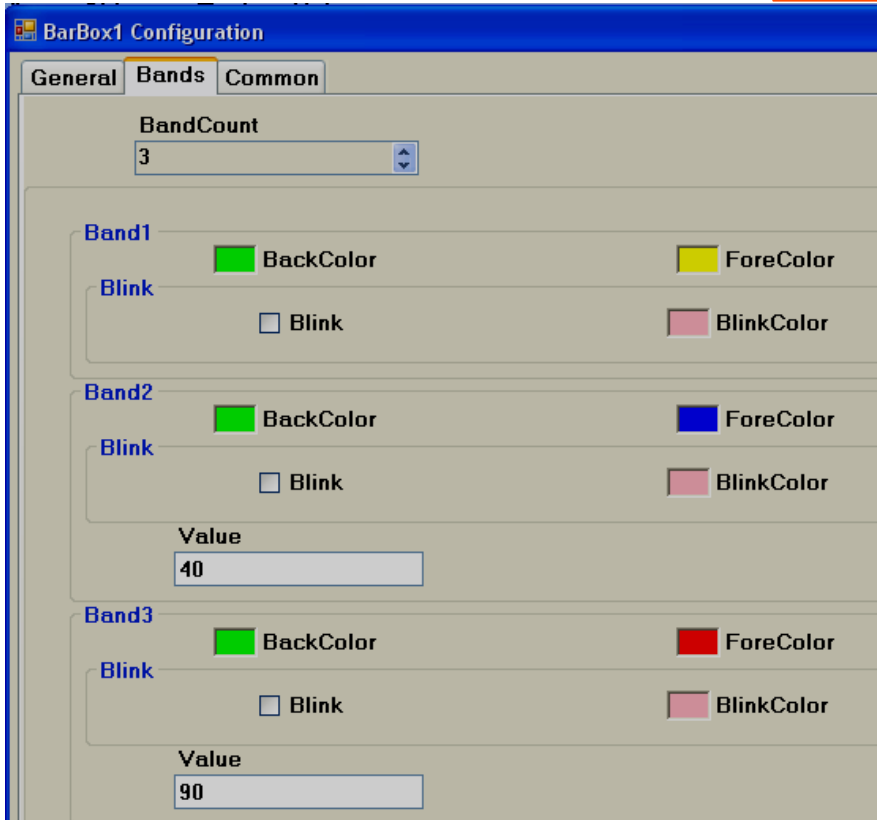 BarBox1 Configuration
General Bands Common
BandCount
3
Band1
BackColor ForeColor
Blink
Blink BlinkColor
Band2
BackColor ForeColor
Blink
Blink BlinkColor
Value
40
Band3
BackColor ForeColor
Blink
Blink BlinkColor
Value
90